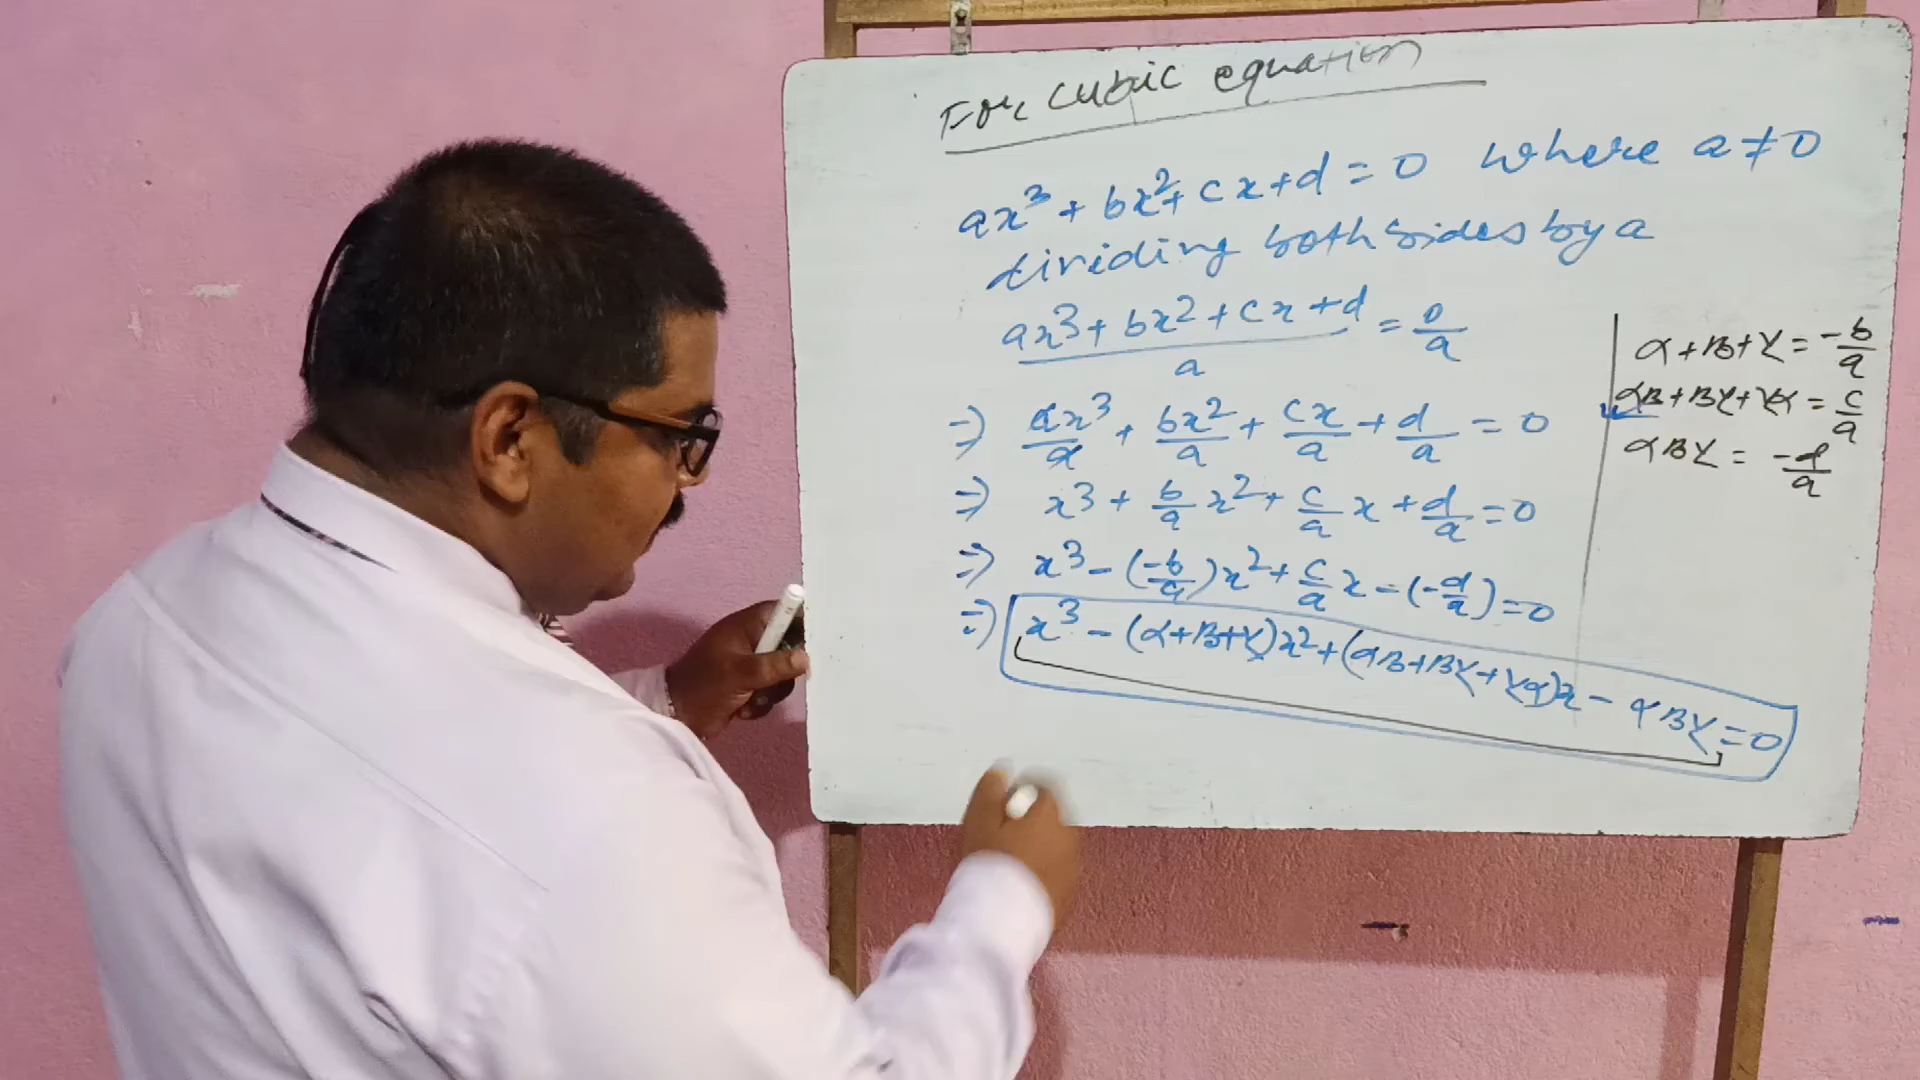 For cubic equation
ax³ + bx² + cx + d = 0 where a ≠ 0
dividing both sides by a
(ax³ + bx² + cx + d)/a = 0/a
⇒ ax³/a + bx²/a + cx/a + d/a = 0
⇒ x³ + b/a x² + c/a x + d/a = 0
⇒ x³ - (-b/a)x² + c/a x - (-d/a) = 0
⇒ x³ - (α+β+γ)x² + (αβ+βγ+γα)x - αβγ = 0
α+β+γ = -b/a
αβ+βγ+γα = c/a
αβγ = -d/a